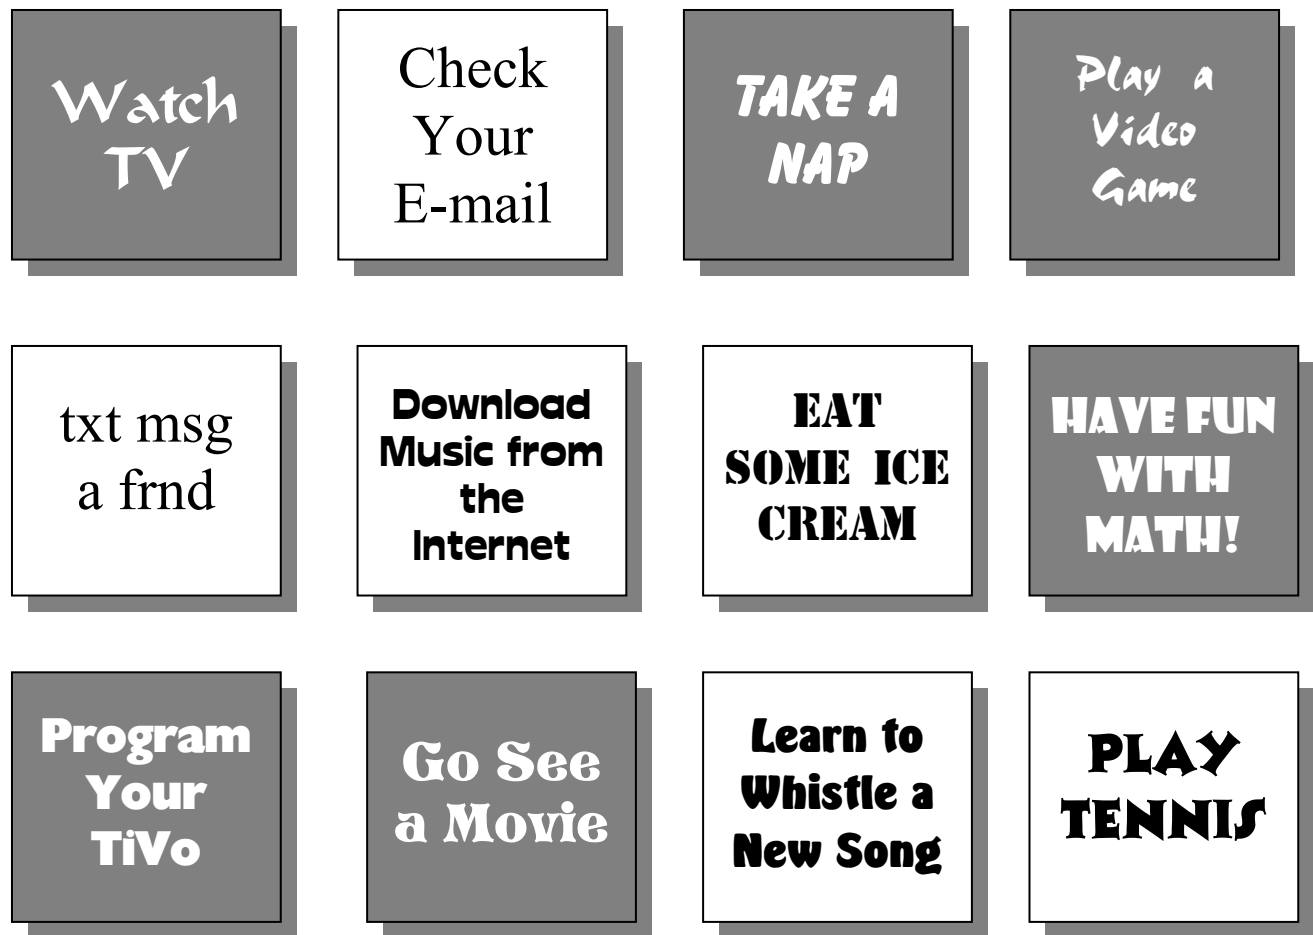 Watch
TV
Check
Your
E-mail
TAKE A
NAP
Play a
Video
Game
txt msg
a frnd
Download
Music from
the
Internet
EAT
SOME ICE
CREAM
HAVE FUN
WITH
MATH!
Program
Your
TiVo
Go See
a Movie
Learn to
Whistle a
New Song
PLAY
TENNIS